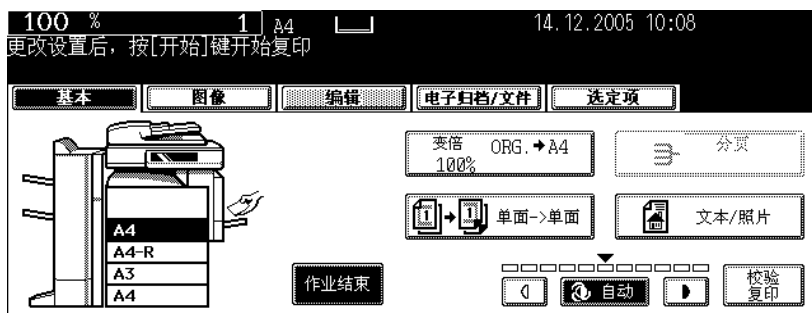 100 % 1 A4 14.12.2005 10:08
更改设置后，按[开始]键开始复印
基本 图像 编辑 电子归档/文件 选定项
变倍 ORG.➔A4
100%
分页
1➔1 单面->单面
文本/照片
A4
A4-R
A3
A4
作业结束
自动
校验
复印